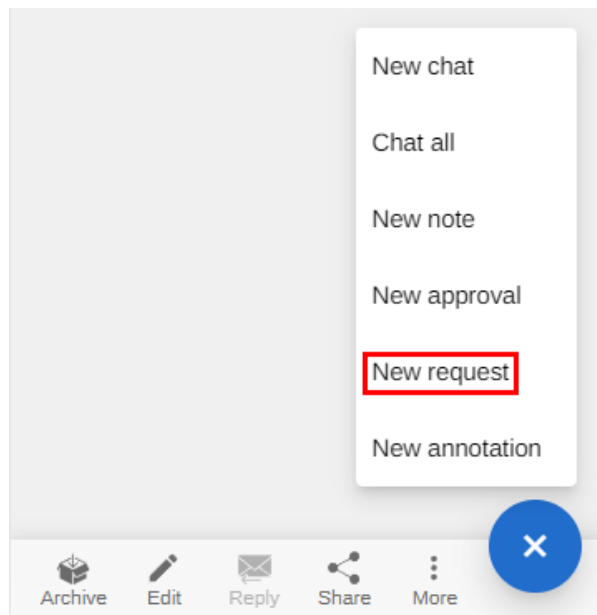 New chat
Chat all
New note
New approval
New request
New annotation
Archive Edit Reply Share More